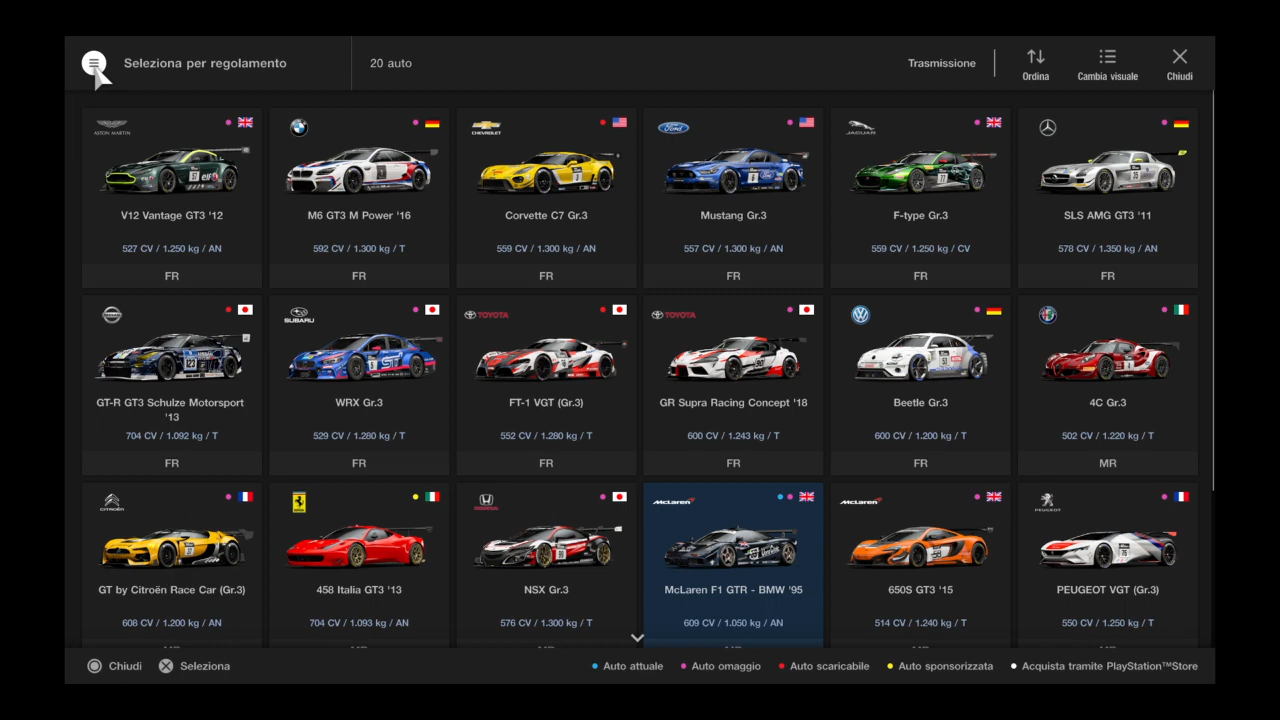 Seleziona per regolamento
20 auto
Trasmissione
Ordina
Cambia visuale
Chiudi
ASTON MARTIN
V12 Vantage GT3 '12
527 CV / 1.250 kg / AN
FR
M6 GT3 M Power '16
592 CV / 1.300 kg / T
FR
CHEVROLET
Corvette C7 Gr.3
559 CV / 1.300 kg / AN
FR
Ford
Mustang Gr.3
557 CV / 1.300 kg / AN
FR
JAGUAR
F-type Gr.3
559 CV / 1.250 kg / CV
FR
SLS AMG GT3 '11
578 CV / 1.350 kg / AN
FR
GT-R GT3 Schulze Motorsport
'13
704 CV / 1.092 kg / T
FR
SUBARU
WRX Gr.3
529 CV / 1.280 kg / T
FR
TOYOTA
FT-1 VGT (Gr.3)
552 CV / 1.280 kg / T
FR
TOYOTA
GR Supra Racing Concept '18
600 CV / 1.243 kg / T
FR
Beetle Gr.3
600 CV / 1.200 kg / T
FR
4C Gr.3
502 CV / 1.220 kg / T
MR
CITROËN
GT by Citroën Race Car (Gr.3)
608 CV / 1.200 kg / AN
458 Italia GT3 '13
704 CV / 1.093 kg / AN
HONDA
NSX Gr.3
576 CV / 1.300 kg / T
McLaren
McLaren F1 GTR - BMW '95
609 CV / 1.050 kg / AN
McLaren
650S GT3 '15
514 CV / 1.240 kg / T
PEUGEOT
PEUGEOT VGT (Gr.3)
550 CV / 1.250 kg / T
Chiudi
Seleziona
Auto attuale
Auto omaggio
Auto scaricabile
Auto sponsorizzata
Acquista tramite PlayStation™Store